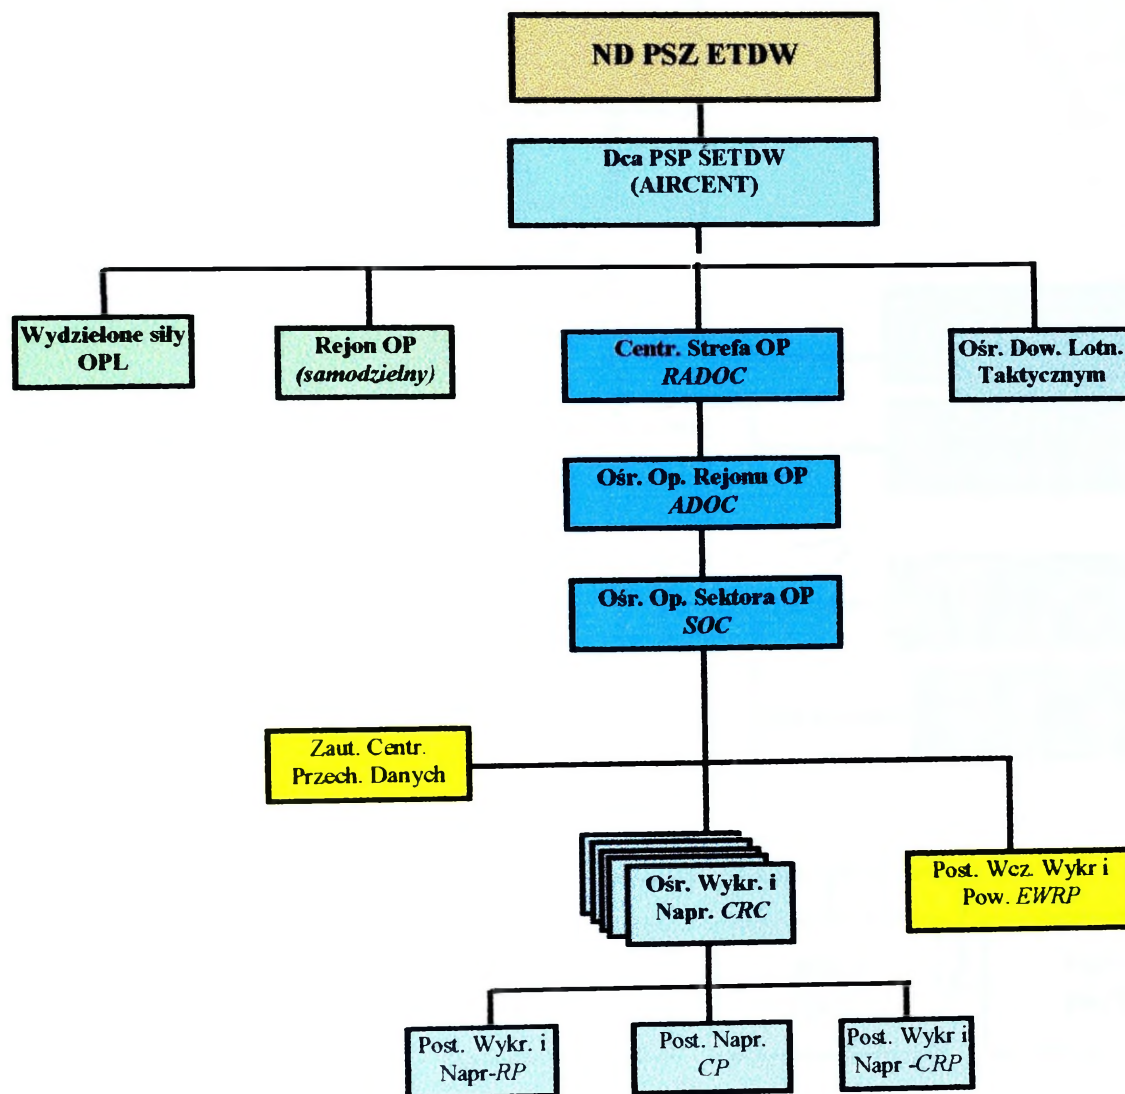 ND PSZ ETDW
Dca PSP ŚETDW
(AIRCENT)
Wydzielone siły
OPL
Rejon OP
(samodzielny)
Centr. Strefa OP
RADOC
Ośr. Dow. Lotn.
Taktycznym
Ośr. Op. Rejonu OP
ADOC
Ośr. Op. Sektora OP
SOC
Zaut. Centr.
Przech. Danych
Ośr. Wykr. i
Napr. CRC
Post. Wcz. Wykr i
Pow. EWRP
Post. Wykr. i
Napr-RP
Post. Napr.
CP
Post. Wykr i
Napr -CRP